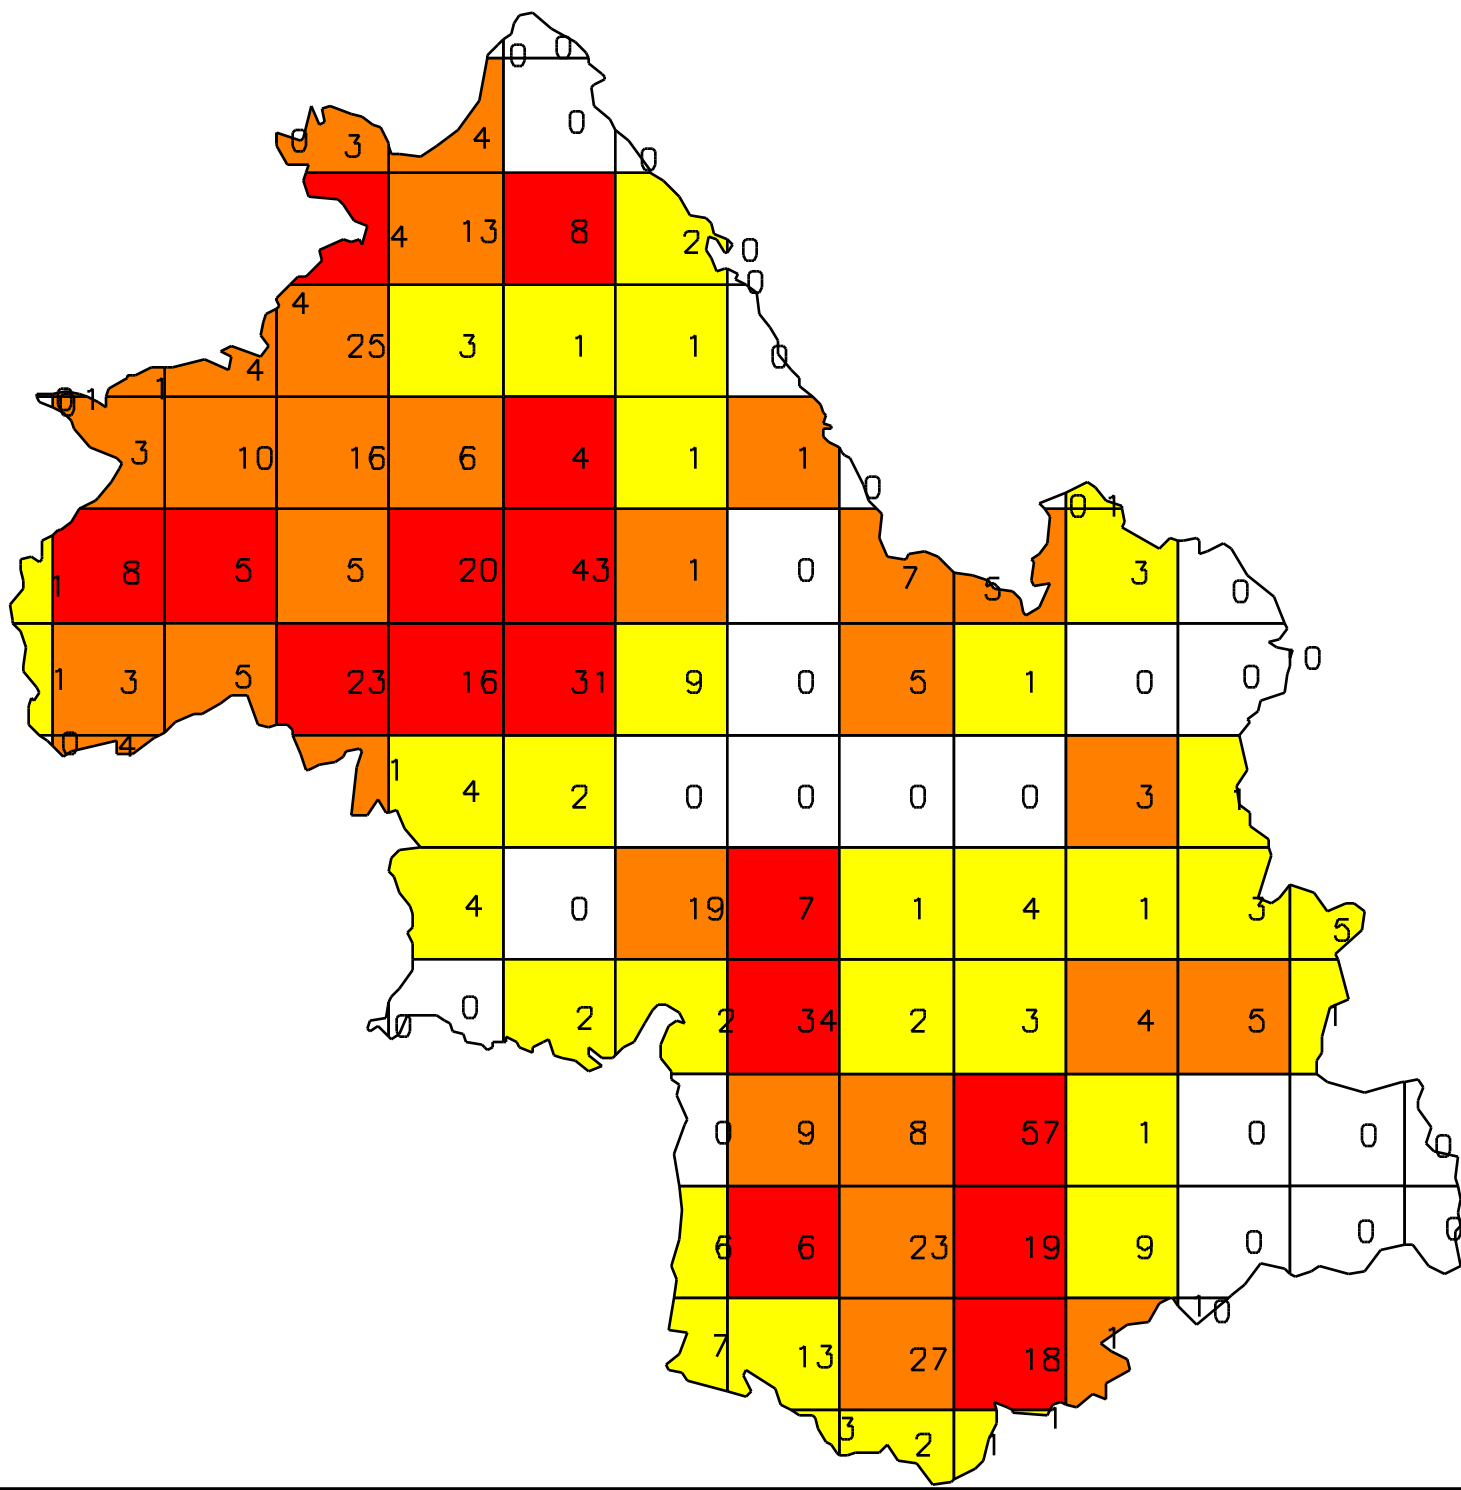 0 0
0 3 4 0 0
4 13 8 2 0
0
4 25 3 1 1 0
4
0 1 1
0
3 10 16 6 4 1 1 0
0 1
1 8 5 5 20 43 1 0 7 5 3 0
1 3 5 23 16 31 9 0 5 1 0 0 0
0 4
1 4 2 0 0 0 0 3 1
4 0 19 7 1 4 1 3 5
0 0 2 2 34 2 3 4 5 1
0 9 8 57 1 0 0 0
6 6 23 19 9 0 0 0
1 0
7 13 27 18 1
3 2 1 1